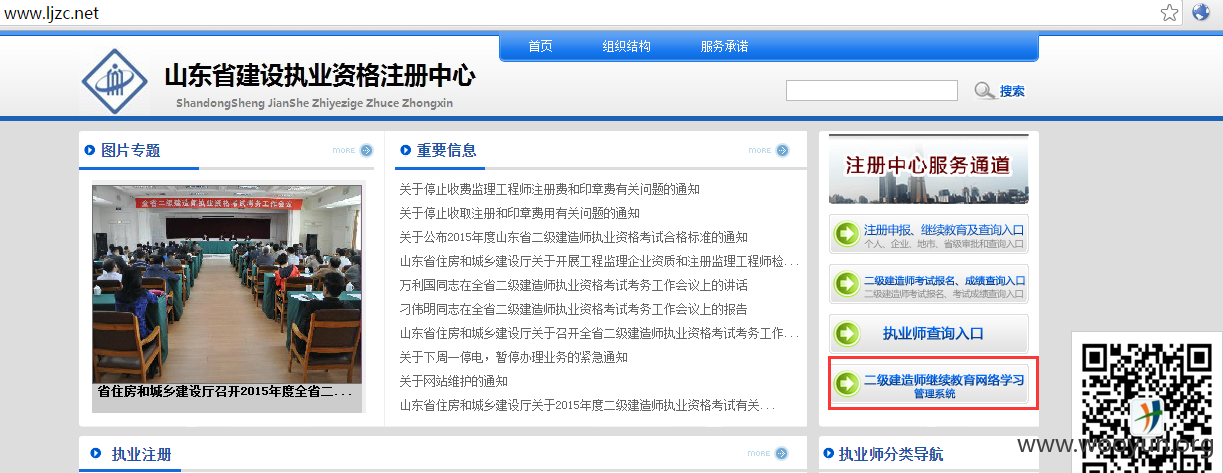 www.ljzc.net
首页 组织结构 服务承诺
山东省建设执业资格注册中心
ShandongSheng JianShe Zhiyezige Zhuce Zhongxin
搜索
图片专题 MORE
全省二级建造师执业资格考试考务工作会议
省住房和城乡建设厅召开2015年度全省二...
重要信息 MORE
关于停止收费监理工程师注册费和印章费有关问题的通知
关于停止收取注册和印章费用有关问题的通知
关于公布2015年度山东省二级建造师执业资格考试合格标准的通知
山东省住房和城乡建设厅关于开展工程监理企业资质和注册监理工程师检...
万利国同志在全省二级建造师执业资格考试考务工作会议上的讲话
刁伟明同志在全省二级建造师执业资格考试考务工作会议上的报告
山东省住房和城乡建设厅关于召开全省二级建造师执业资格考试考务工作...
关于下周一停电，暂停办理业务的紧急通知
关于网站维护的通知
山东省住房和城乡建设厅关于2015年度二级建造师执业资格考试有关...
注册中心服务通道
注册申报、继续教育及查询入口
个人、企业、地市、省级审批和查询入口
二级建造师考试报名、成绩查询入口
二级建造师考试报名、考试成绩查询入口
执业师查询入口
二级建造师继续教育网络学习
管理系统
执业注册 MORE
执业师分类导航
www.wooyun.org